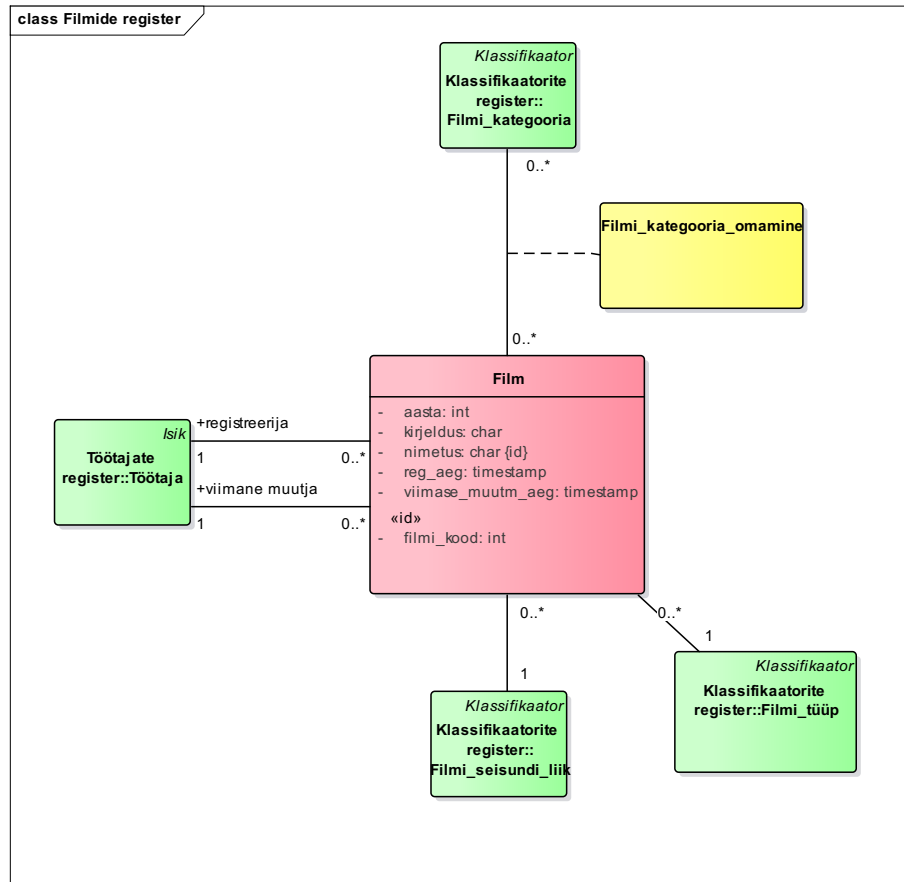 class Filmide register
Klassifikaator
Klassifikaatorite
register::
Filmi_kategooria
0..*
Filmi_kategooria_omamine
0..*
Film
- aasta: int
- kirjeldus: char
- nimetus: char {id}
- reg_aeg: timestamp
- viimase_muutm_aeg: timestamp
«id»
- filmi_kood: int
Isik
Töötajate
register::Töötaja
+registreerija
1
0..*
+viimane muutja
1
0..*
0..*
1
0..*
1
Klassifikaator
Klassifikaatorite
register::
Filmi_seisundi_liik
Klassifikaator
Klassifikaatorite
register::Filmi_tüüp